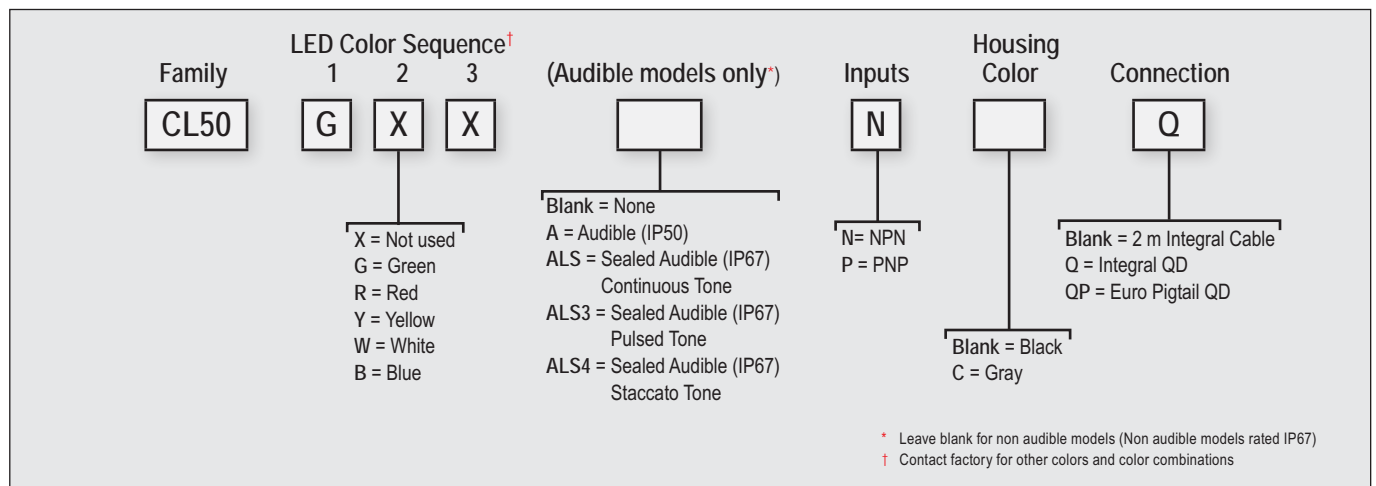 LED Color Sequence†
Housing
Family
1
2
3
(Audible models only*)
Inputs
Color
Connection
CL50
G
X
X
N
Q
X = Not used
G = Green
R = Red
Y = Yellow
W = White
B = Blue
Blank = None
A = Audible (IP50)
ALS = Sealed Audible (IP67)
Continuous Tone
ALS3 = Sealed Audible (IP67)
Pulsed Tone
ALS4 = Sealed Audible (IP67)
Staccato Tone
N= NPN
P = PNP
Blank = Black
C = Gray
Blank = 2 m Integral Cable
Q = Integral QD
QP = Euro Pigtail QD
* Leave blank for non audible models (Non audible models rated IP67)
† Contact factory for other colors and color combinations